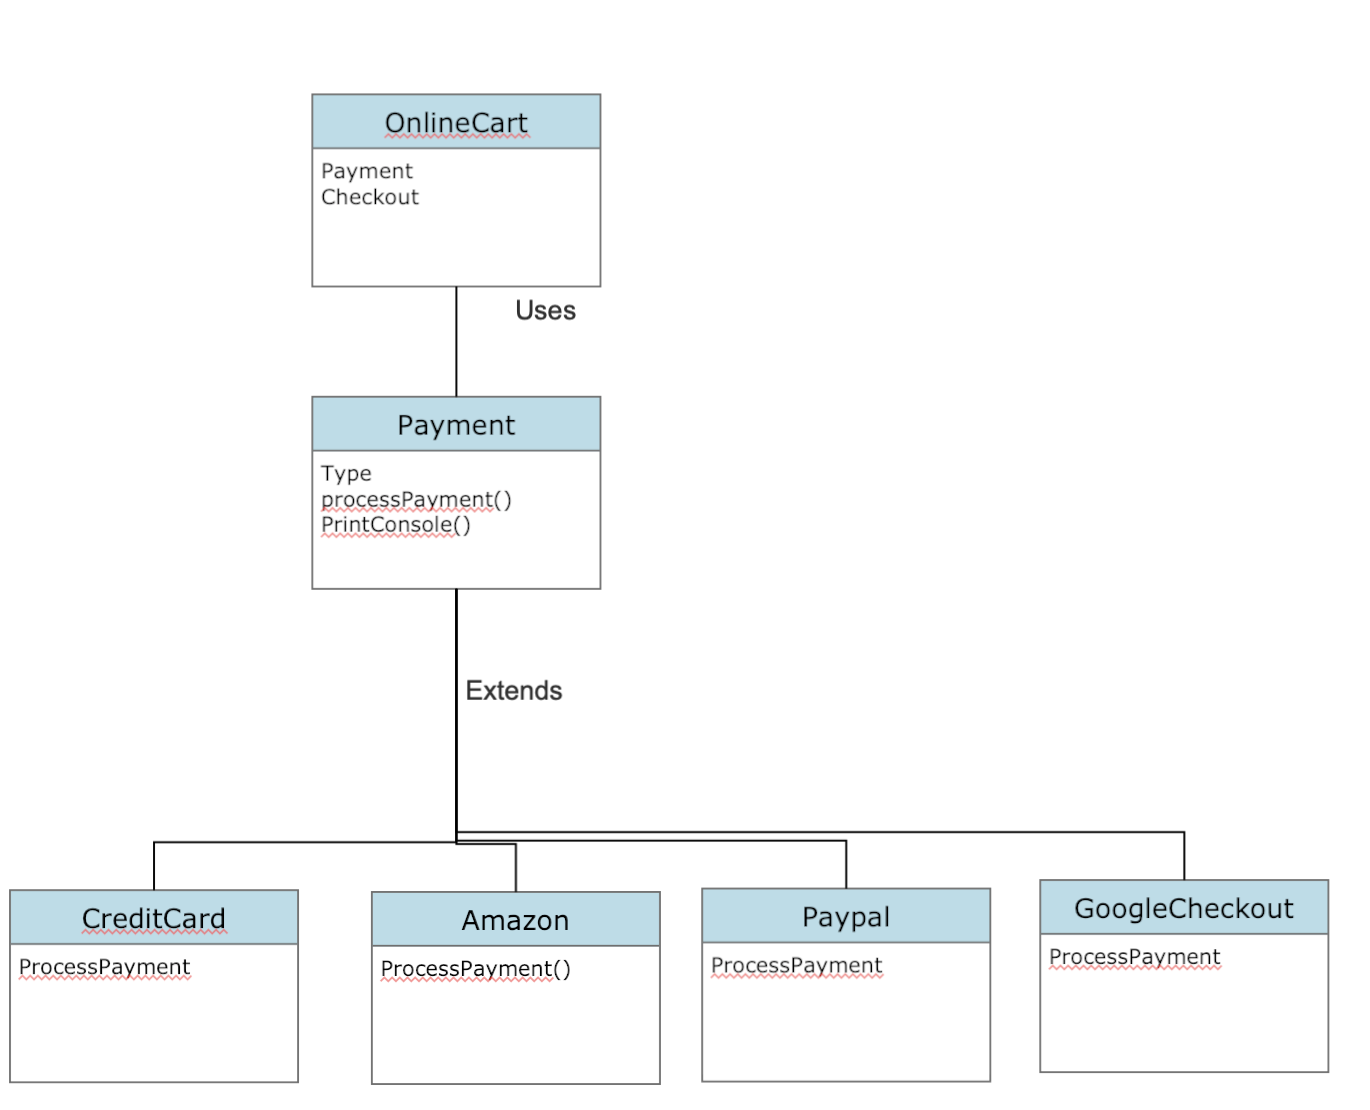 OnlineCart
Payment
Checkout
Uses
Payment
Type
processPayment()
PrintConsole()
Extends
CreditCard
ProcessPayment
Amazon
ProcessPayment()
Paypal
ProcessPayment
GoogleCheckout
ProcessPayment